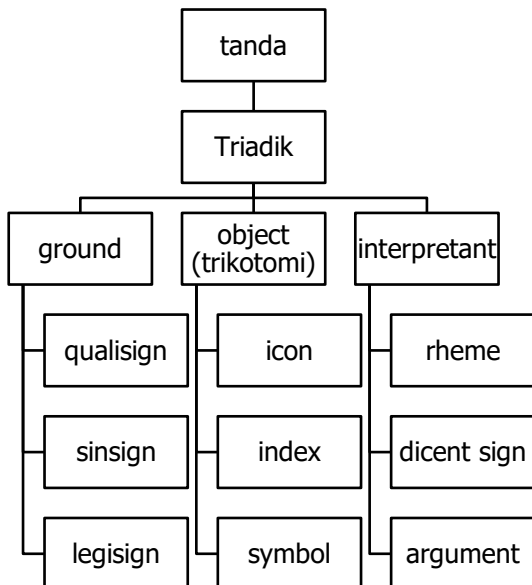 tanda
Triadik
ground
object
(trikotomi)
interpretant
qualisign
icon
rheme
sinsign
index
dicent sign
legisign
symbol
argument